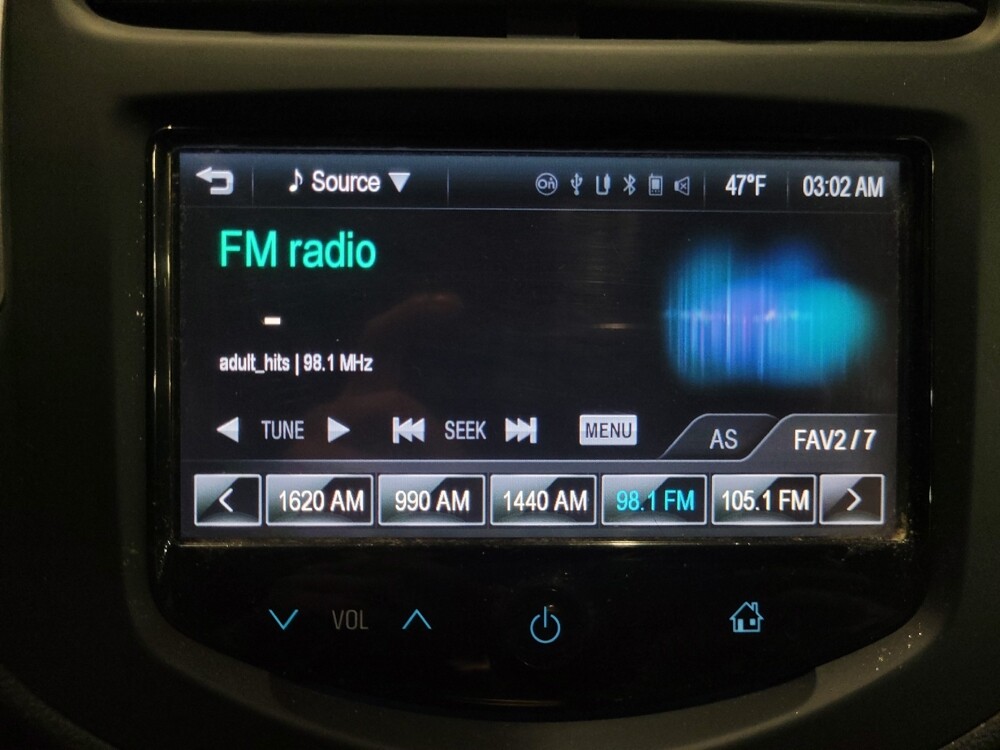 Source On 47°F 03:02 AM
FM radio
-
adult_hits | 98.1 MHz
TUNE SEEK MENU AS FAV2 / 7
1620 AM 990 AM 1440 AM 98.1 FM 105.1 FM
VOL